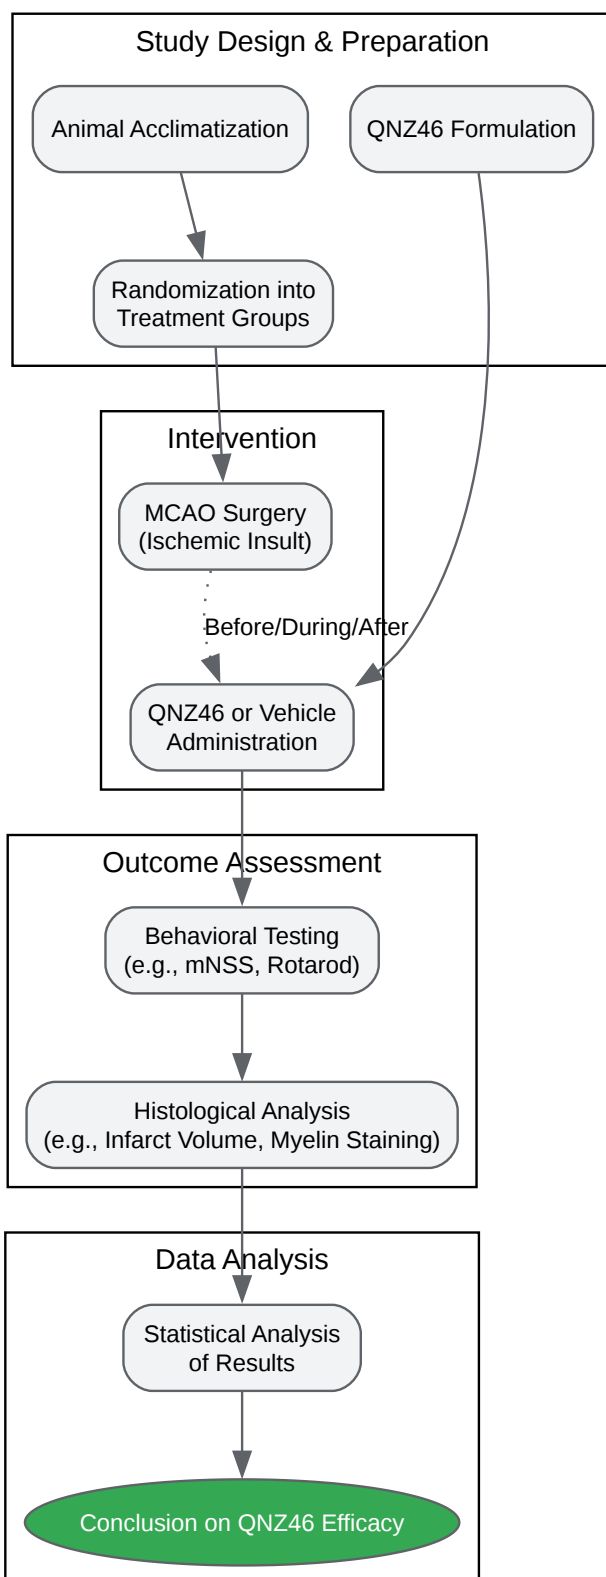 Study Design & Preparation
Animal Acclimatization
QNZ46 Formulation
Randomization into
Treatment Groups
Intervention
MCAO Surgery
(Ischemic Insult)
Before/During/After
QNZ46 or Vehicle
Administration
Outcome Assessment
Behavioral Testing
(e.g., mNSS, Rotarod)
Histological Analysis
(e.g., Infarct Volume, Myelin Staining)
Data Analysis
Statistical Analysis
of Results
Conclusion on QNZ46 Efficacy